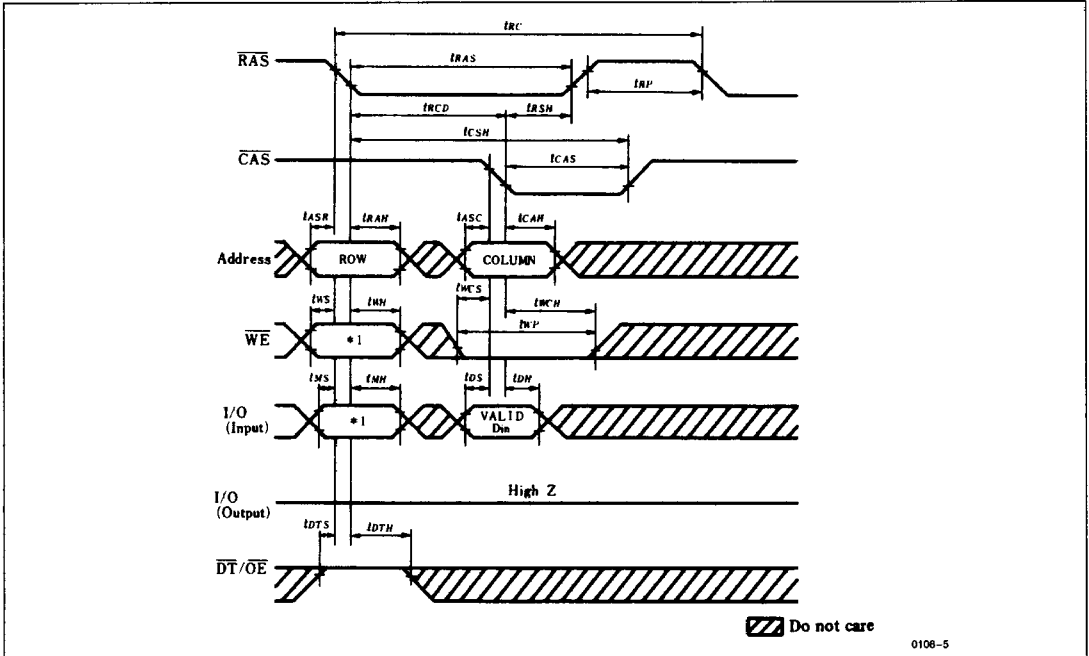 tRC
RAS
tRAS
tRP
tRCD
tRSH
tCSH
CAS
tCAS
tASR
tRAH
tASC
tCAH
Address
ROW
COLUMN
tWS
tWH
tWCS
tWCH
tWP
WE
*1
tMS
tMH
tDS
tDH
I/O
(Input)
*1
VALID
Din
I/O
(Output)
High Z
tDTS
tDTH
DT/OE
Do not care
0108-5